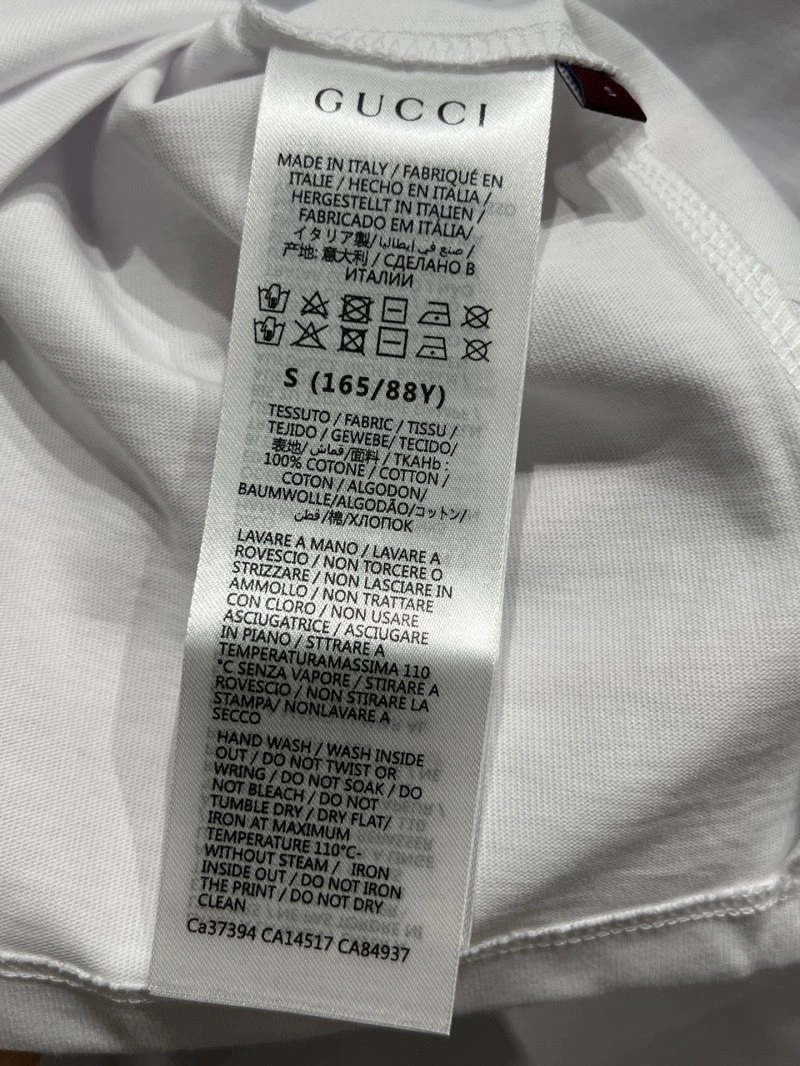 GUCCI
MADE IN ITALY / FABRIQUÉ EN
ITALIE / HECHO EN ITALIA /
HERGESTELLT IN ITALIEN /
FABRICADO EM ITÀLIA/
イタリア製/ صنع في ايطاليا /
产地: 意大利 / СДЕЛАНО В
ИТАЛИИ
S (165/88Y)
TESSUTO / FABRIC / TISSU /
TEJIDO / GEWEBE / TECIDO/
表地/ قماش/面料 / TKAHb :
100% COTONE / COTTON /
COTON / ALGODON/
BAUMWOLLE/ALGODÃO/コットン/
قطن/棉/ХЛОПОК
LAVARE A MANO / LAVARE A
ROVESCIO / NON TORCERE O
STRIZZARE / NON LASCIARE IN
AMMOLLO / NON TRATTARE
CON CLORO / NON USARE
ASCIUGATRICE / ASCIUGARE
IN PIANO / STTRARE A
TEMPERATURAMASSIMA 110
°C SENZA VAPORE / STIRARE A
ROVESCIO / NON STIRARE LA
STAMPA/ NONLAVARE A
SECCO
HAND WASH / WASH INSIDE
OUT / DO NOT TWIST OR
WRING / DO NOT SOAK / DO
NOT BLEACH / DO NOT
TUMBLE DRY / DRY FLAT/
IRON AT MAXIMUM
TEMPERATURE 110°C-
WITHOUT STEAM / IRON
INSIDE OUT / DO NOT IRON
THE PRINT / DO NOT DRY
CLEAN
Ca37394 CA14517 CA84937